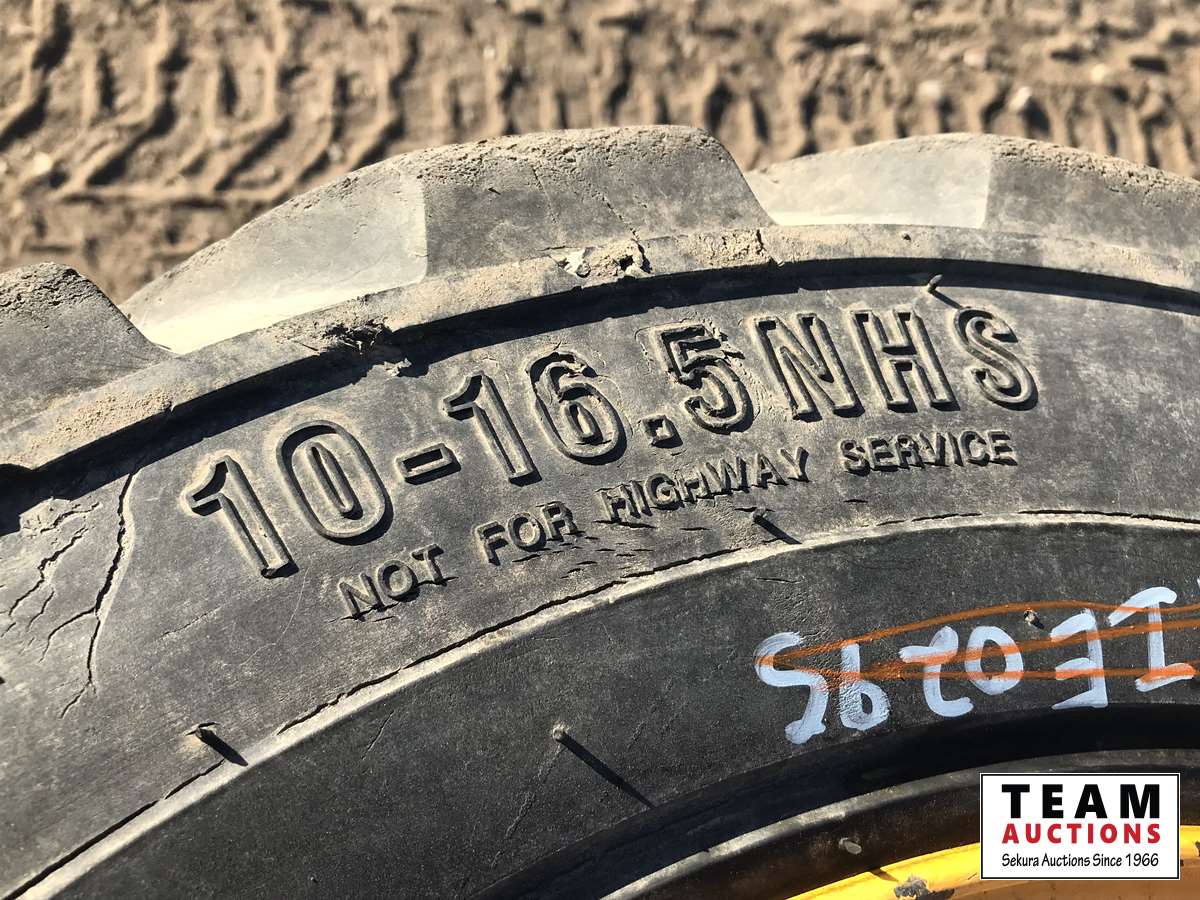 10-16.5NHS
NOT FOR HIGHWAY SERVICE
TEAM
AUCTIONS
Sekura Auctions Since 1966